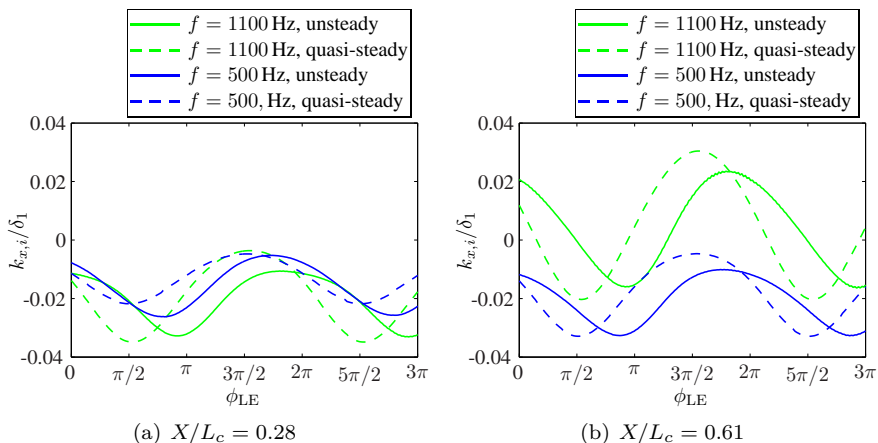 f = 1100 Hz, unsteady
f = 1100 Hz, quasi-steady
f = 500 Hz, unsteady
f = 500, Hz, quasi-steady
0.04
0.02
0
-0.02
-0.04
k_{x,i}/δ_1
0 π/2 π 3π/2 2π 5π/2 3π
ϕ_LE
(a) X/L_c = 0.28
f = 1100 Hz, unsteady
f = 1100 Hz, quasi-steady
f = 500 Hz, unsteady
f = 500, Hz, quasi-steady
0.04
0.02
0
-0.02
-0.04
k_{x,i}/δ_1
0 π/2 π 3π/2 2π 5π/2 3π
ϕ_LE
(b) X/L_c = 0.61